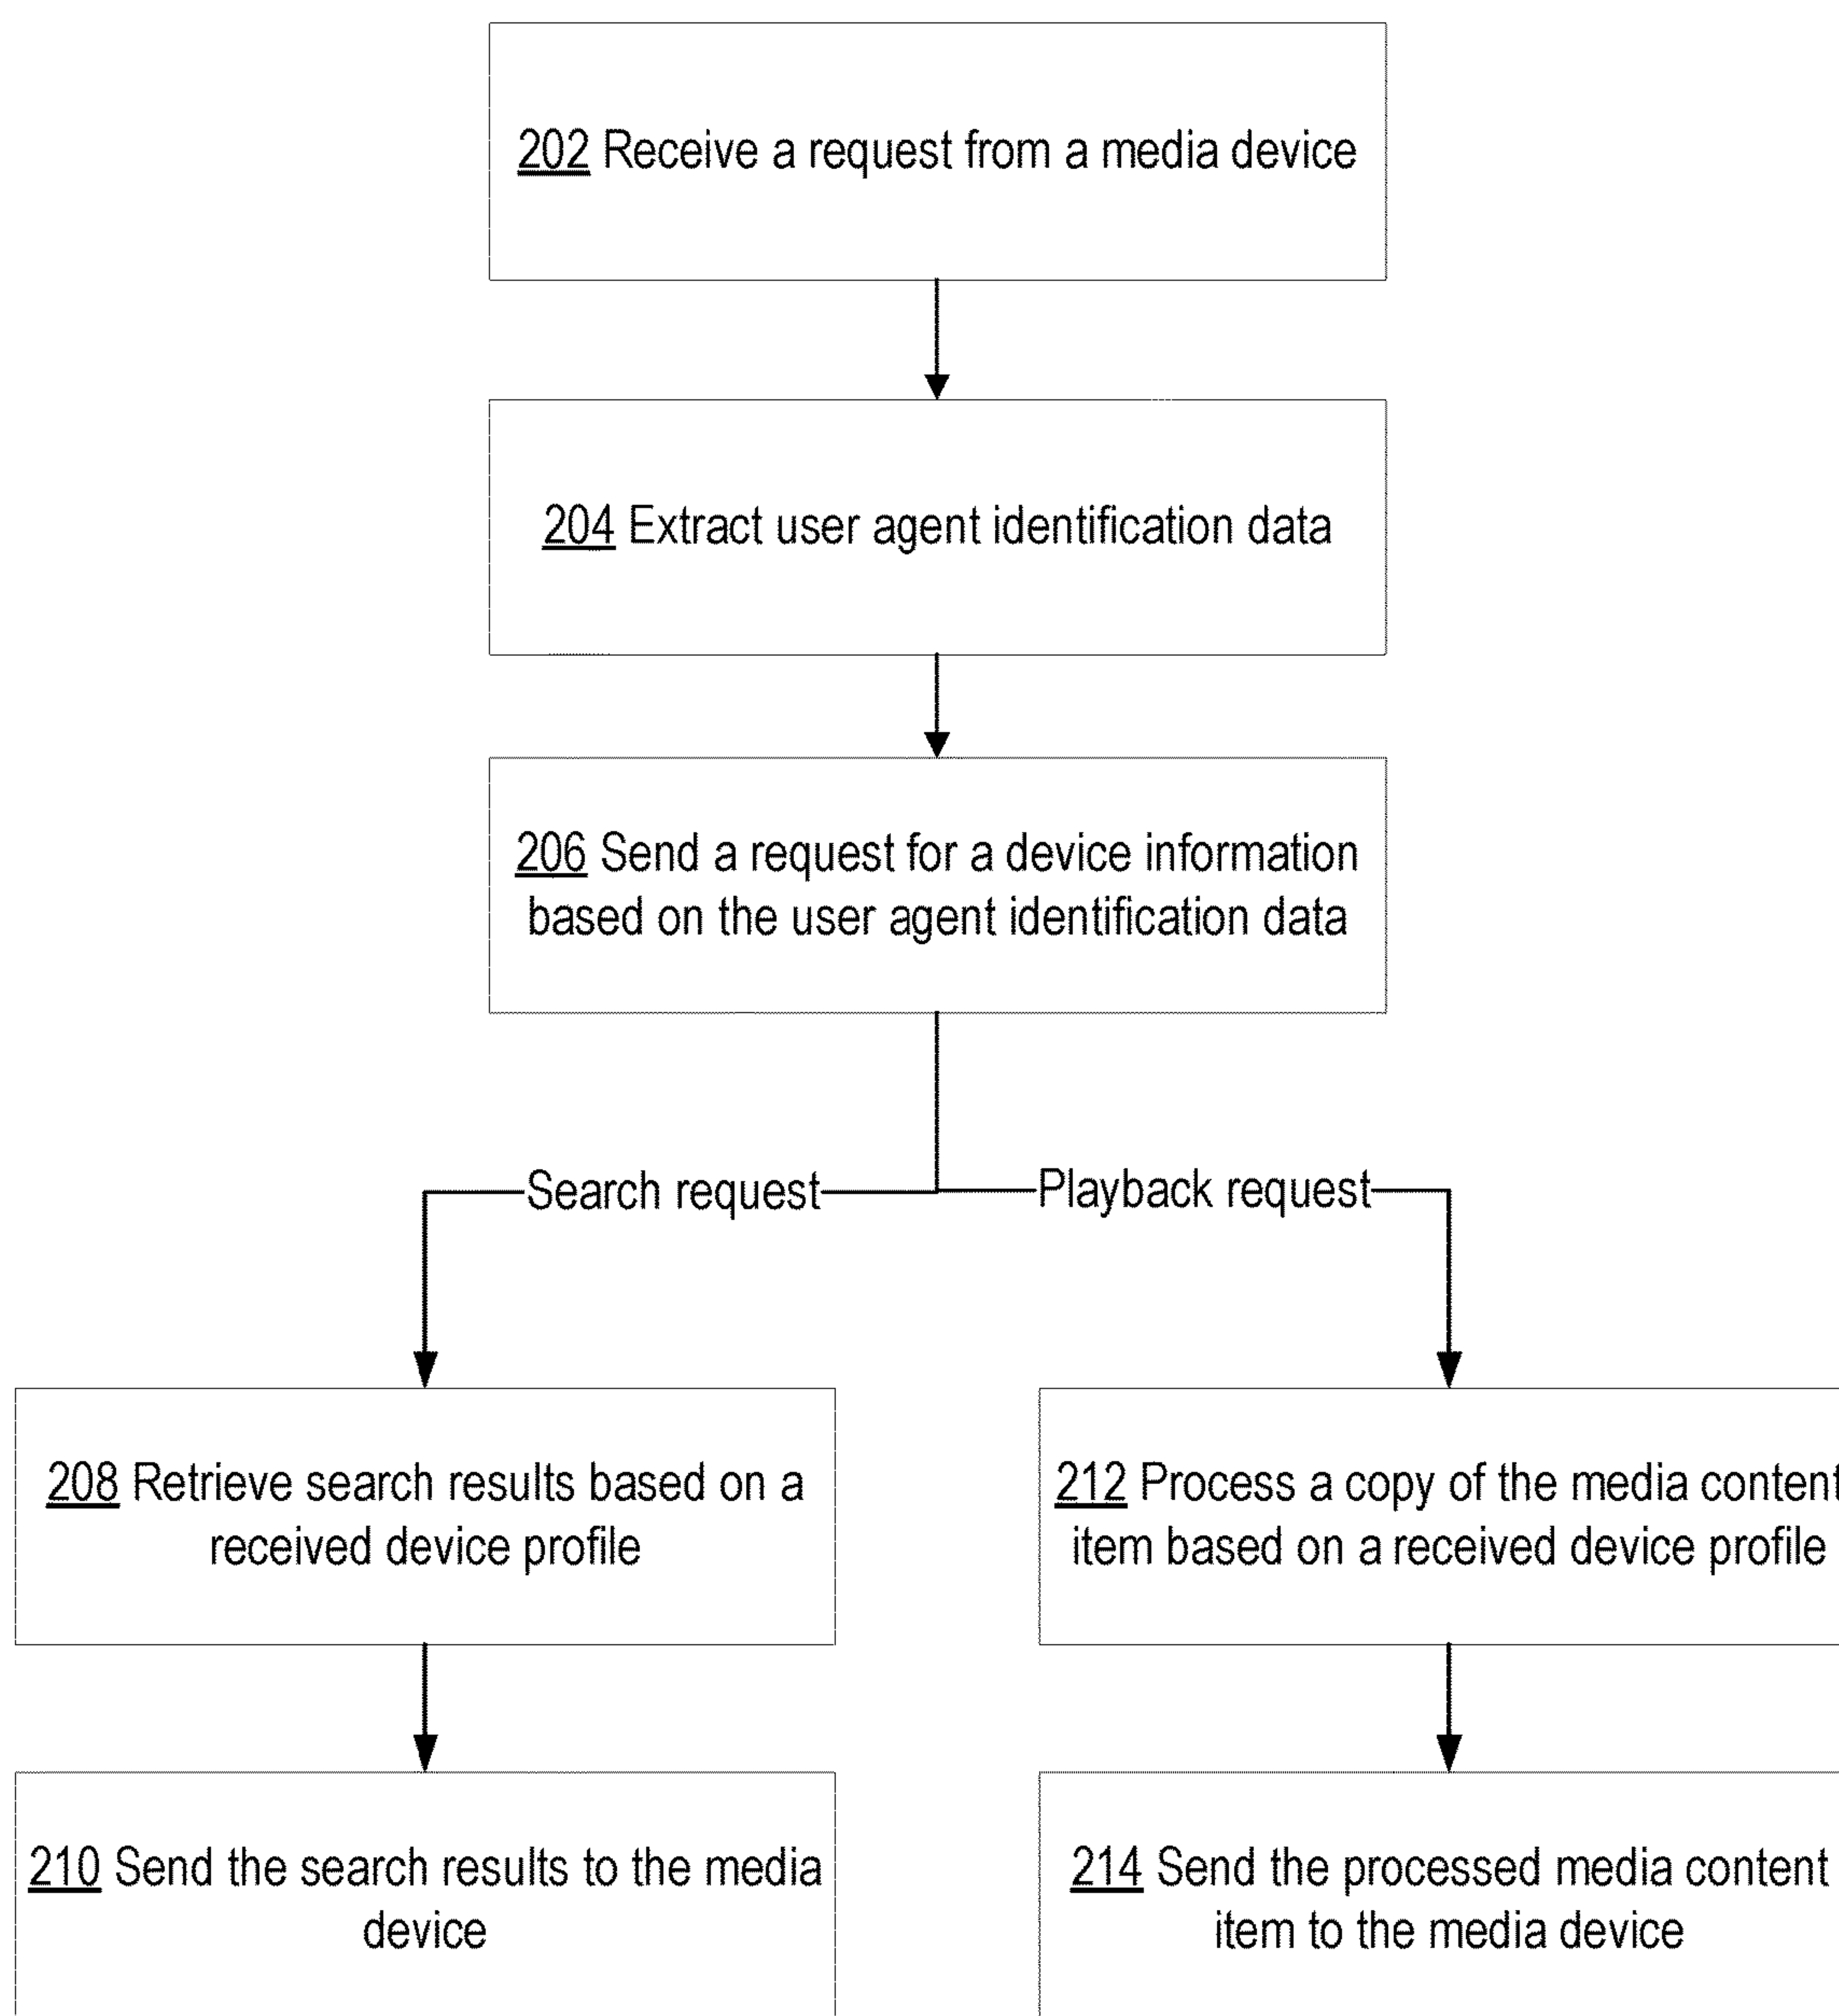 202 Receive a request from a media device
204 Extract user agent identification data
206 Send a request for a device information
based on the user agent identification data
Search request
Playback request
208 Retrieve search results based on a
received device profile
212 Process a copy of the media content
item based on a received device profile
210 Send the search results to the media
device
214 Send the processed media content
item to the media device